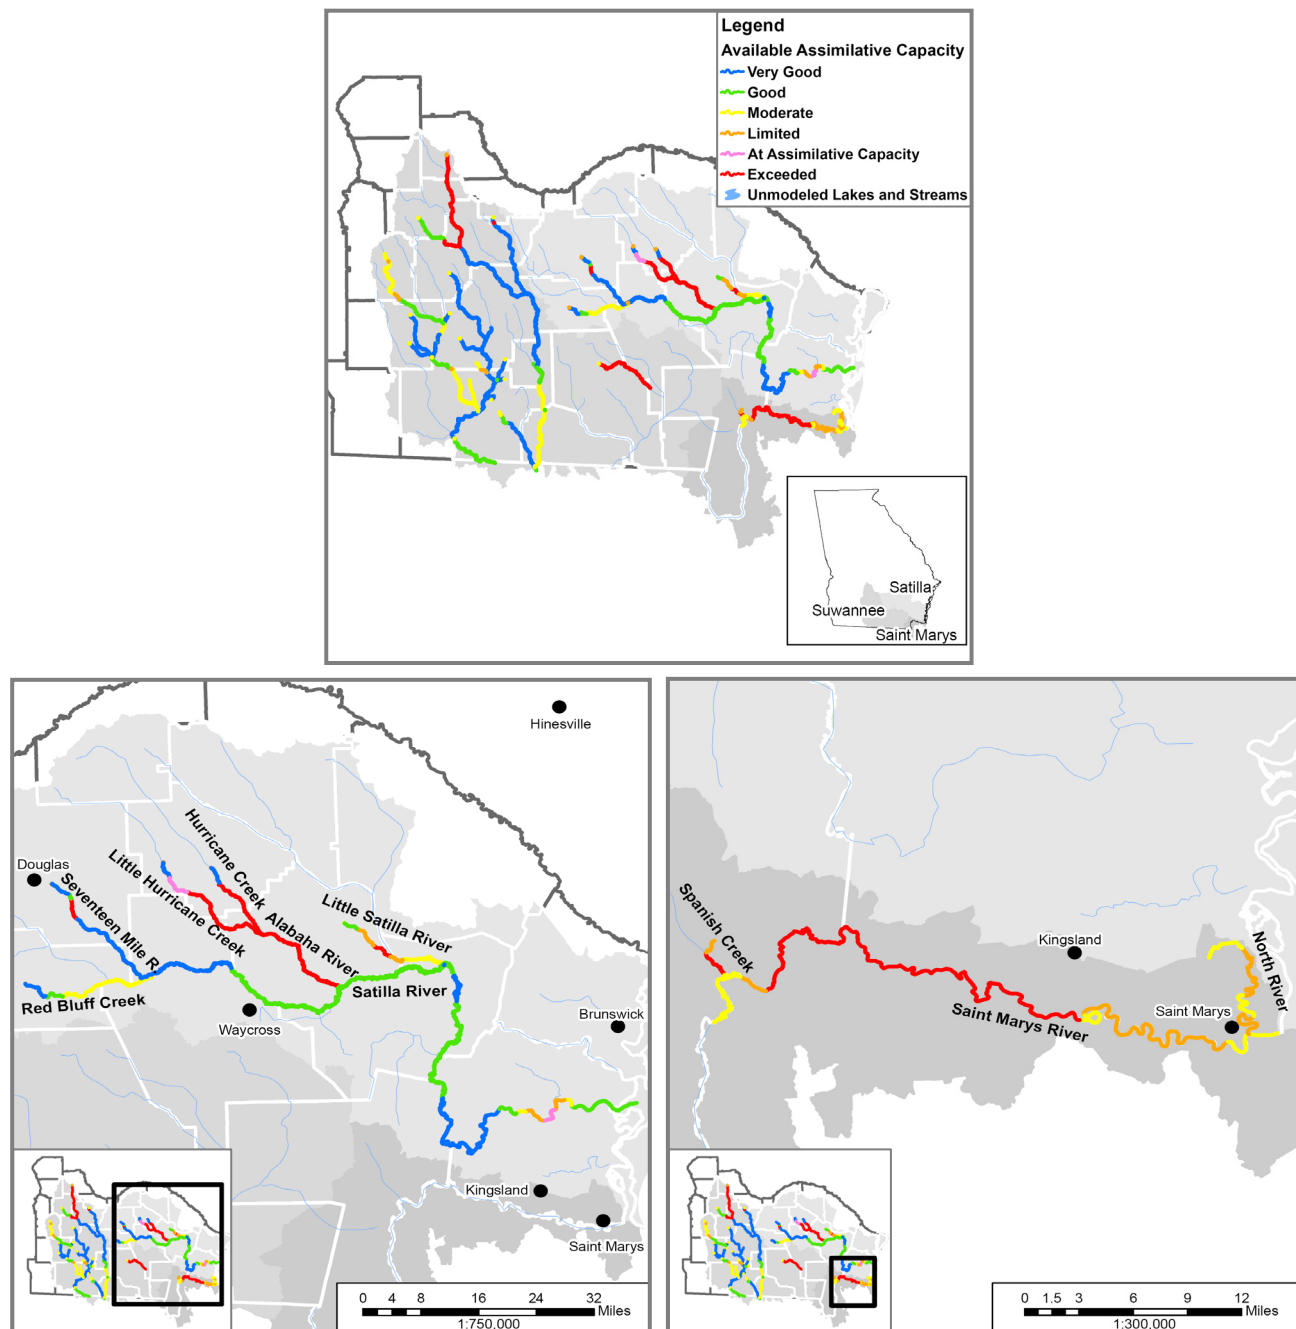 Legend
Available Assimilative Capacity
Very Good
Good
Moderate
Limited
At Assimilative Capacity
Exceeded
Unmodeled Lakes and Streams
Satilla
Suwannee
Saint Marys
Hinesville
Douglas
Hurricane Creek
Little Hurricane Creek
Seventeen Mile R.
Alabaha River
Little Satilla River
Satilla River
Red Bluff Creek
Waycross
Brunswick
Kingsland
Saint Marys
0 4 8 16 24 32
Miles
1:750,000
Spanish Creek
Kingsland
North River
Saint Marys
Saint Marys River
0 1.5 3 6 9 12
Miles
1:300,000